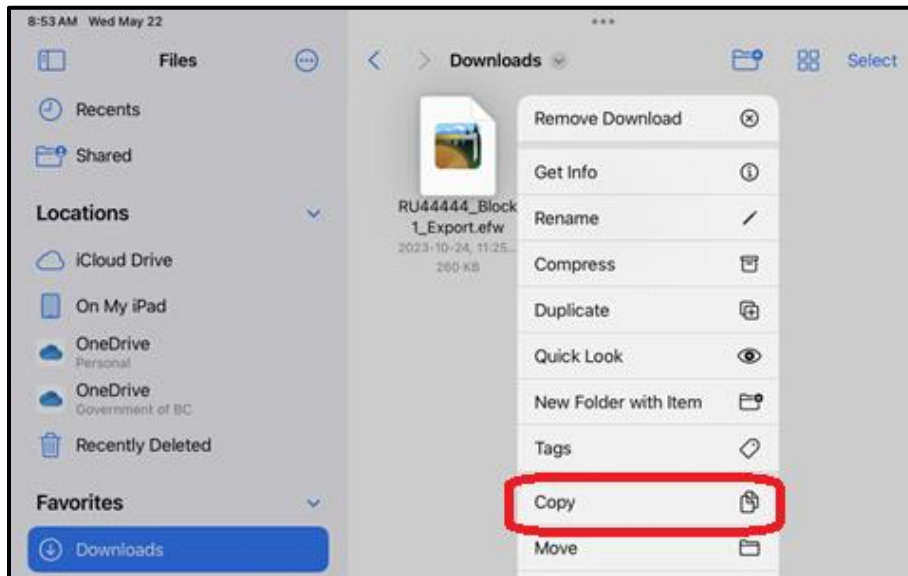 8:53 AM Wed May 22
Files
Recents
Shared
Locations
iCloud Drive
On My iPad
OneDrive
Personal
OneDrive
Government of BC
Recently Deleted
Favorites
Downloads
Downloads
Select
RU44444_Block
1_Export.efw
2023-10-24, 11:25...
260 KB
Remove Download
Get Info
Rename
Compress
Duplicate
Quick Look
New Folder with Item
Tags
Copy
Move